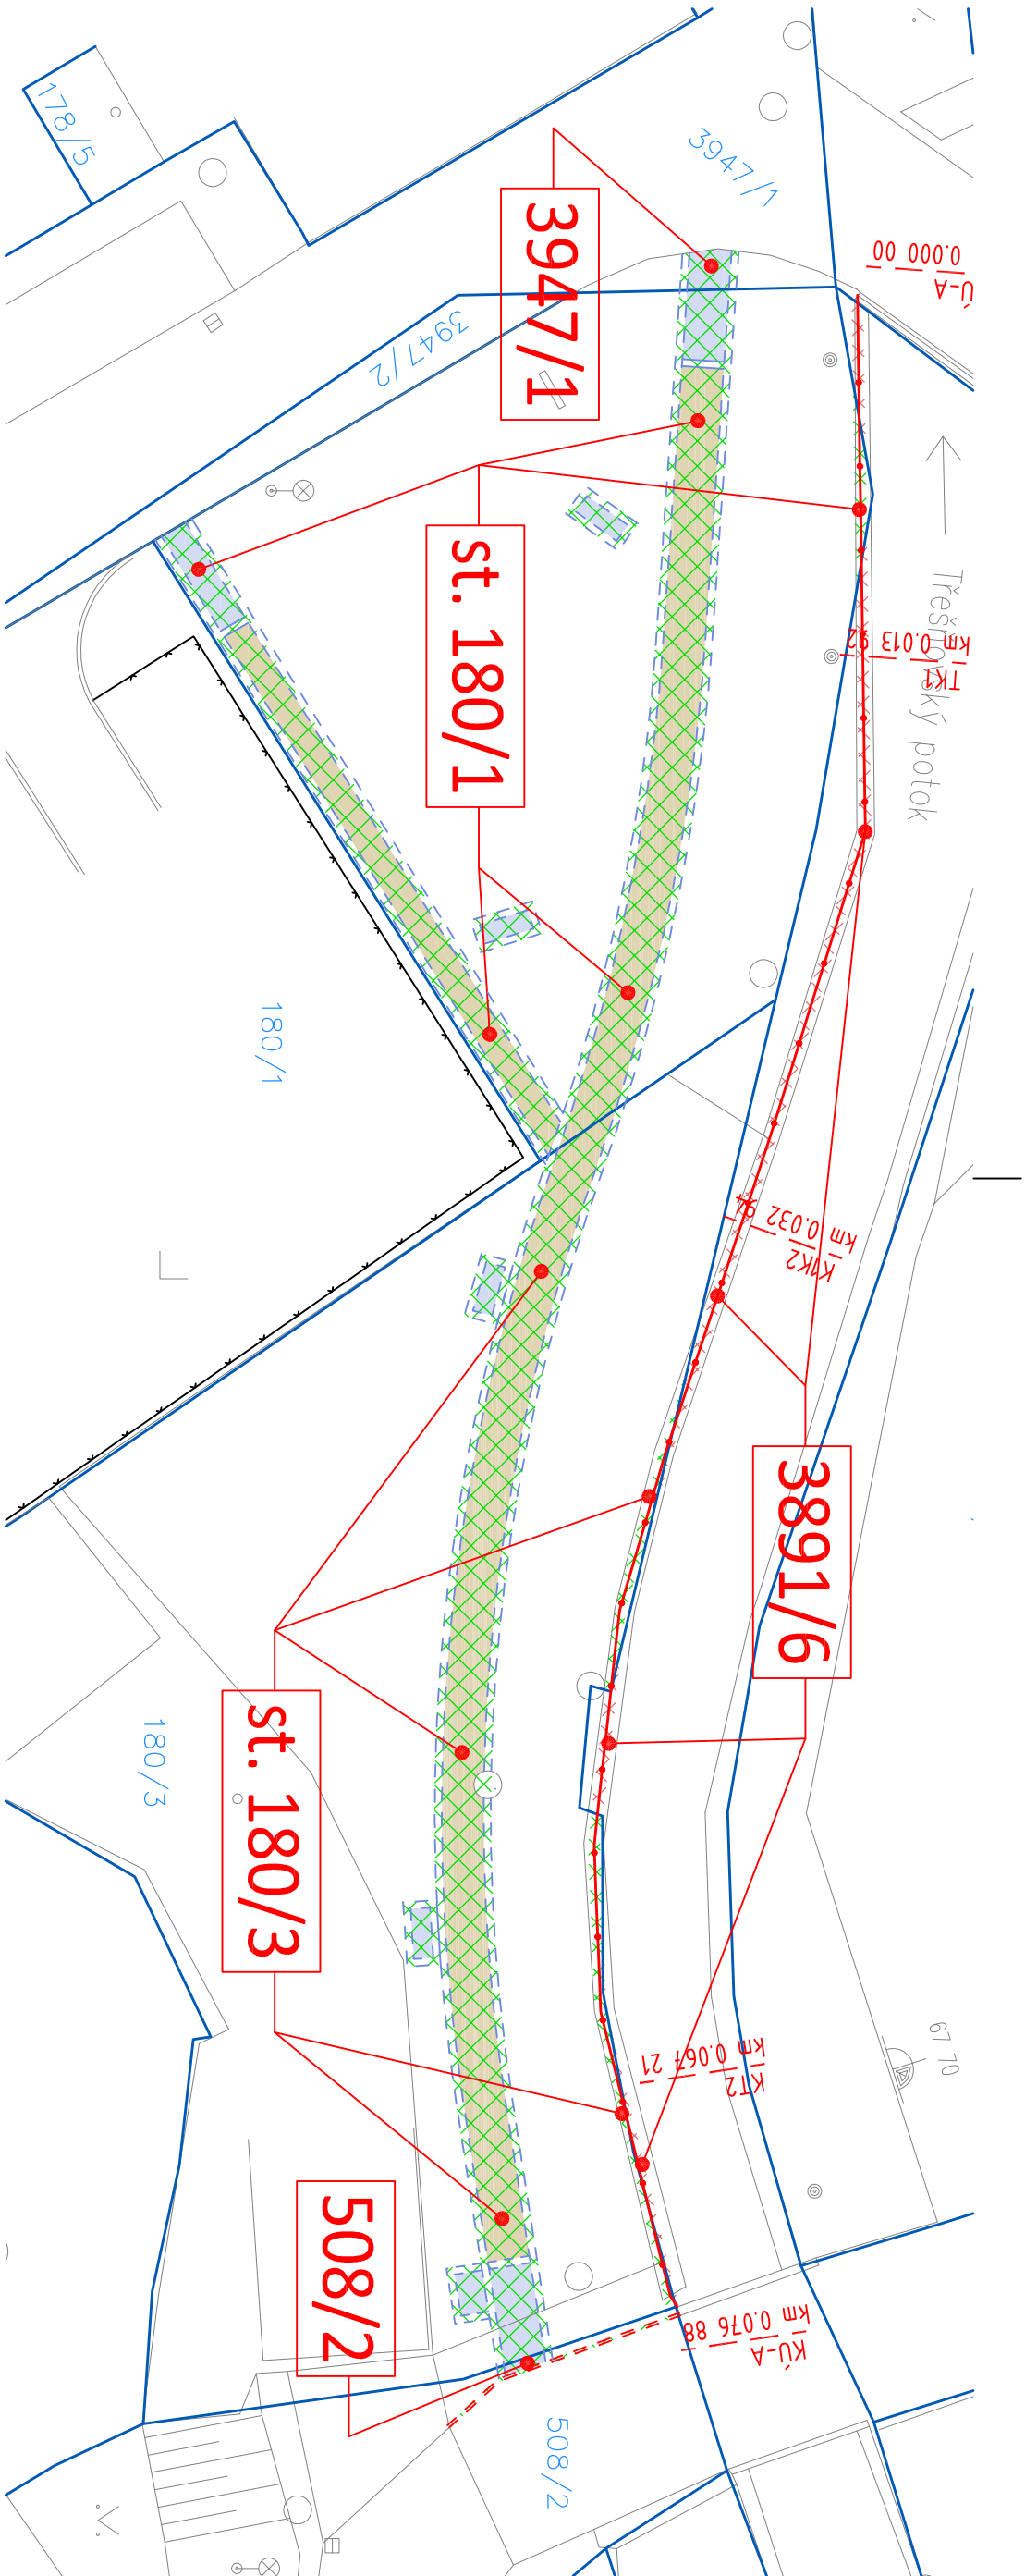 178/5
3947/1
3947/1
0.000 00
Ú-A
3947/2
st. 180/1
Třešňovský potok
km 0.013 92
TK1
180/1
km 0.032 94
K1K2
3891/6
180/3
st. 180/3
67 70
km 0.067 21
KT2
508/2
km 0.076 88
KÚ-A
508/2